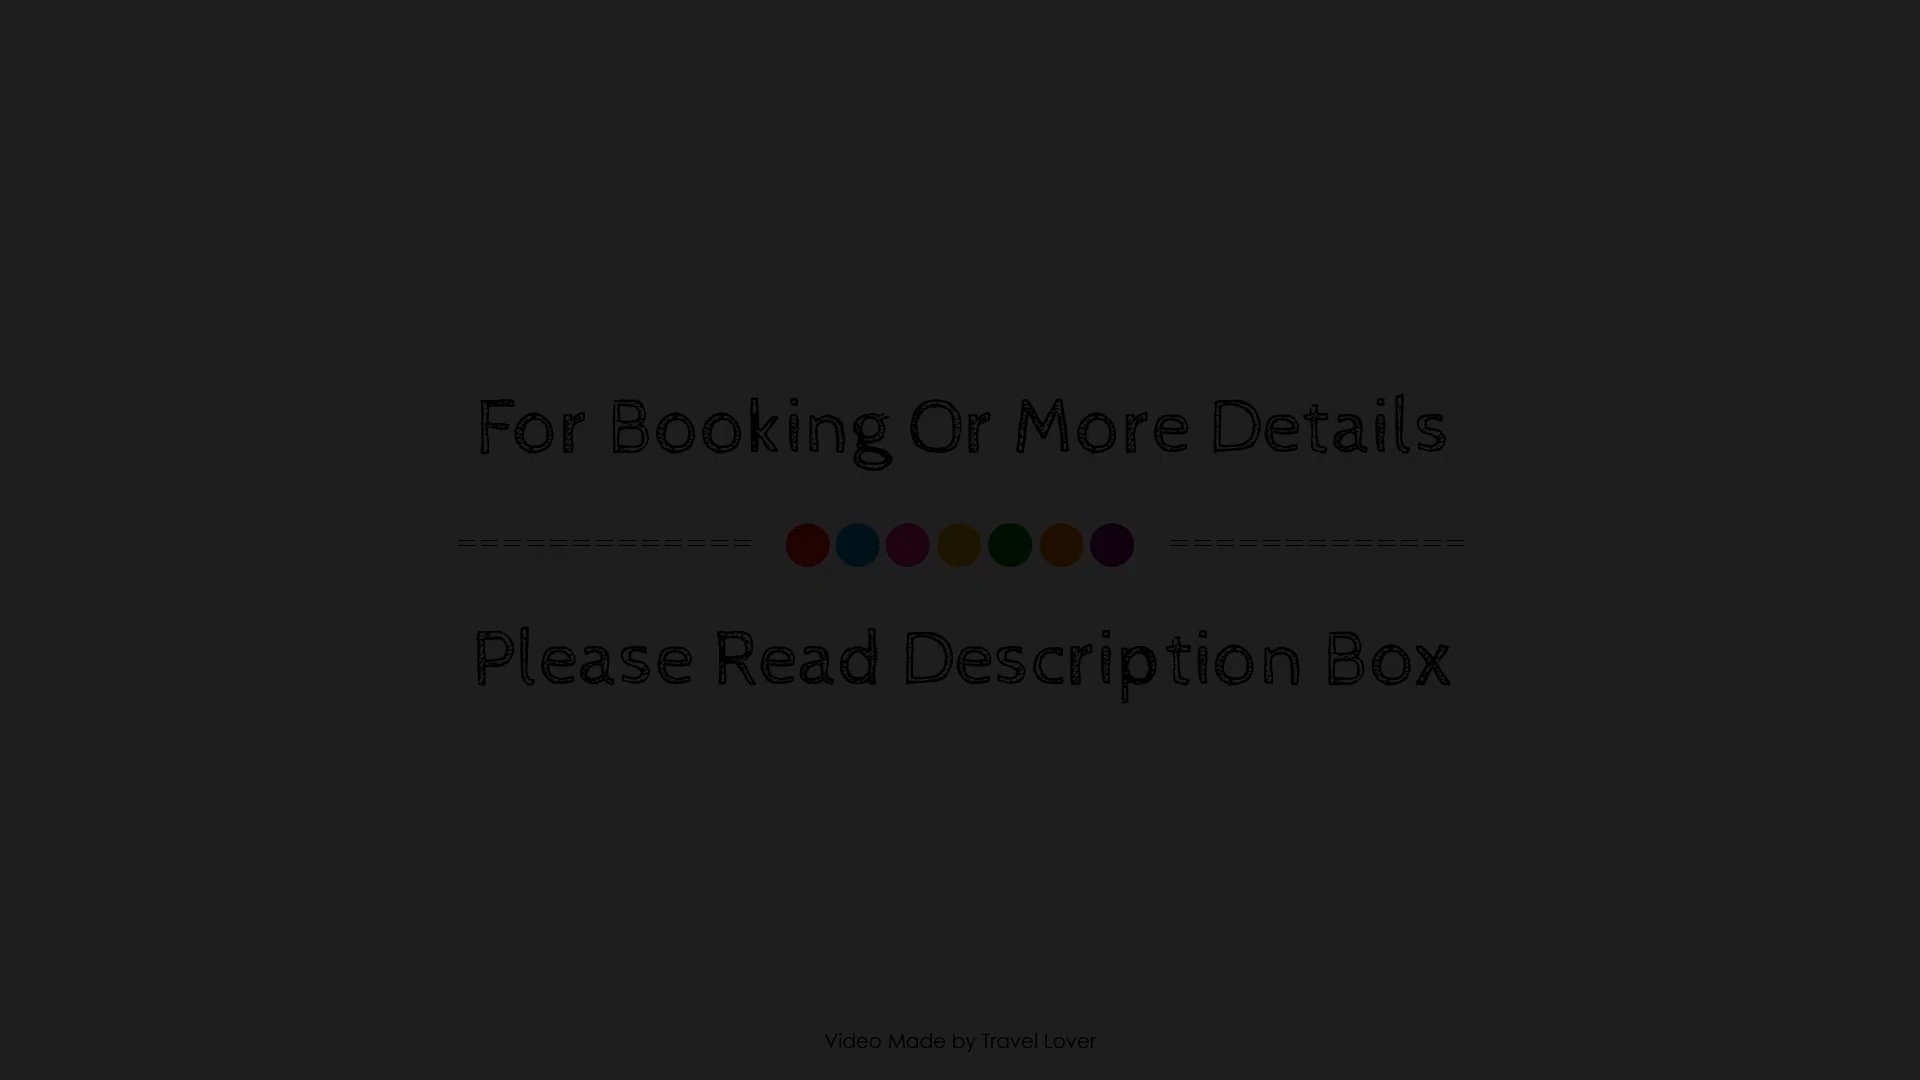 For Booking Or More Details
============= =============
Please Read Description Box
Video Made by Travel Lover